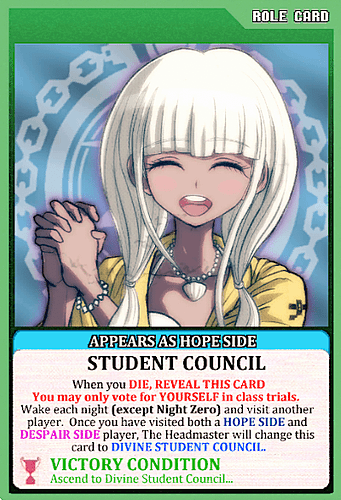 ROLE CARD
APPEARS AS HOPE SIDE
STUDENT COUNCIL
When you DIE, REVEAL THIS CARD
You may only vote for YOURSELF in class trials.
Wake each night (except Night Zero) and visit another
player. Once you have visited both a HOPE SIDE and
DESPAIR SIDE player, The Headmaster will change this
card to DIVINE STUDENT COUNCIL.
VICTORY CONDITION
Ascend to Divine Student Council...